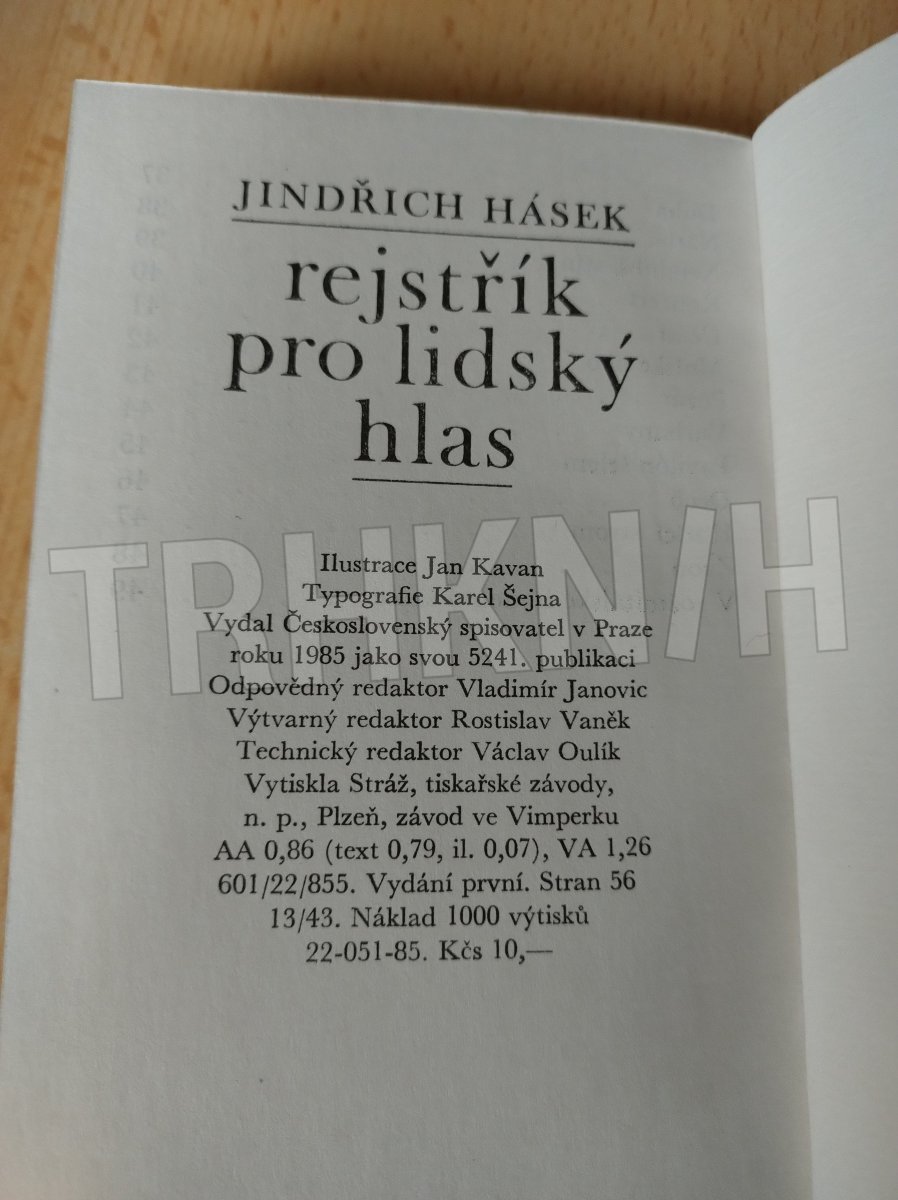 JINDŘICH HÁSEK
rejstřík
pro lidský
hlas
Ilustrace Jan Kavan
Typografie Karel Šejna
Vydal Československý spisovatel v Praze
roku 1985 jako svou 5241. publikaci
Odpovědný redaktor Vladimír Janovic
Výtvarný redaktor Rostislav Vaněk
Technický redaktor Václav Oulík
Vytiskla Stráž, tiskařské závody,
n. p., Plzeň, závod ve Vimperku
AA 0,86 (text 0,79, il. 0,07), VA 1,26
601/22/855. Vydání první. Stran 56
13/43. Náklad 1000 výtisků
22-051-85. Kčs 10,—
TRHKNIH